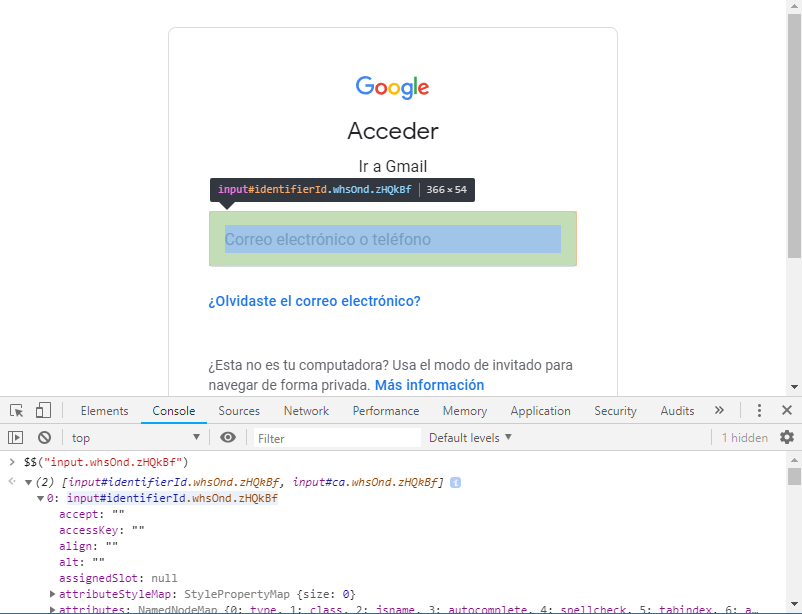 Google
Acceder
Ir a Gmail
input#identifierId.whsOnd.zHQkBf 366 × 54
Correo electrónico o teléfono
¿Olvidaste el correo electrónico?
¿Esta no es tu computadora? Usa el modo de invitado para
navegar de forma privada. Más información
Elements Console Sources Network Performance Memory Application Security Audits »
top Filter Default levels 1 hidden
$$("input.whsOnd.zHQkBf")
(2) [input#identifierId.whsOnd.zHQkBf, input#ca.whsOnd.zHQkBf] i
0: input#identifierId.whsOnd.zHQkBf
accept: ""
accessKey: ""
align: ""
alt: ""
assignedSlot: null
attributeStyleMap: StylePropertyMap {size: 0}
attributes: NamedNodeMap {0: type, 1: class, 2: jsname, 3: autocomplete, 4: spellcheck, 5: tabindex, 6: a…